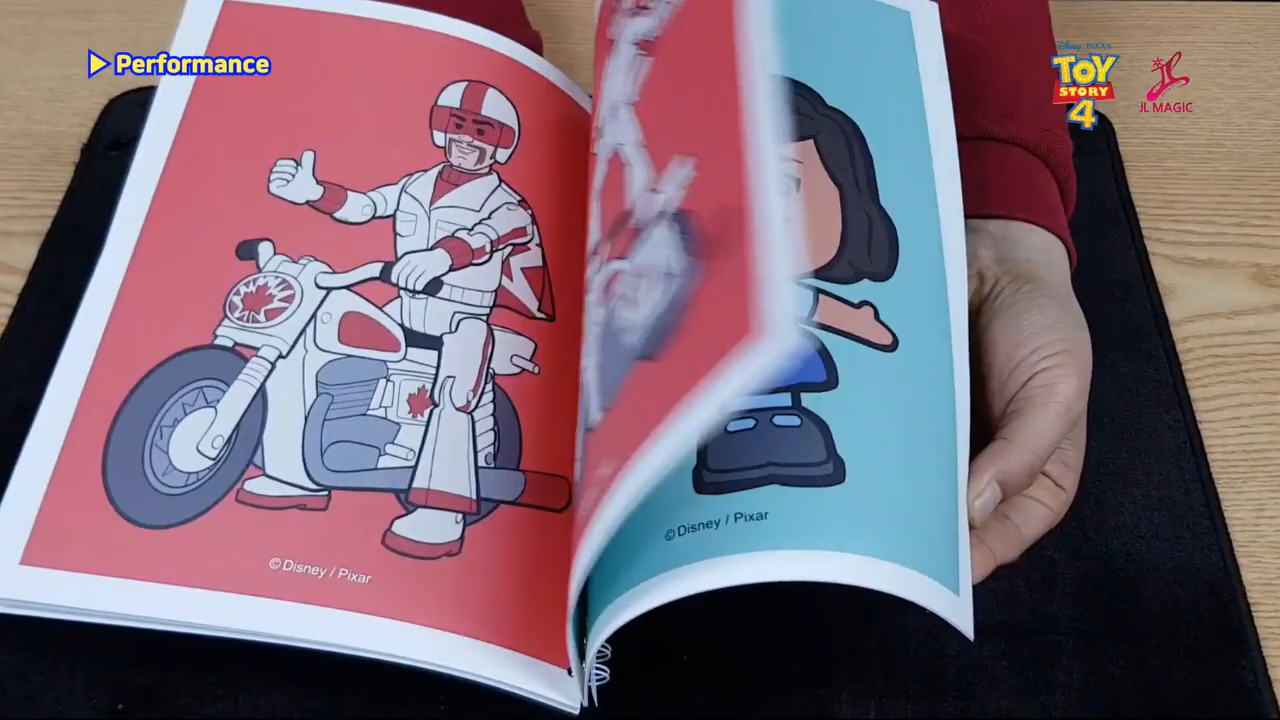 Performance
Disney PIXAR
TOY
STORY
4
JL MAGIC
©Disney / Pixar
©Disney / Pixar